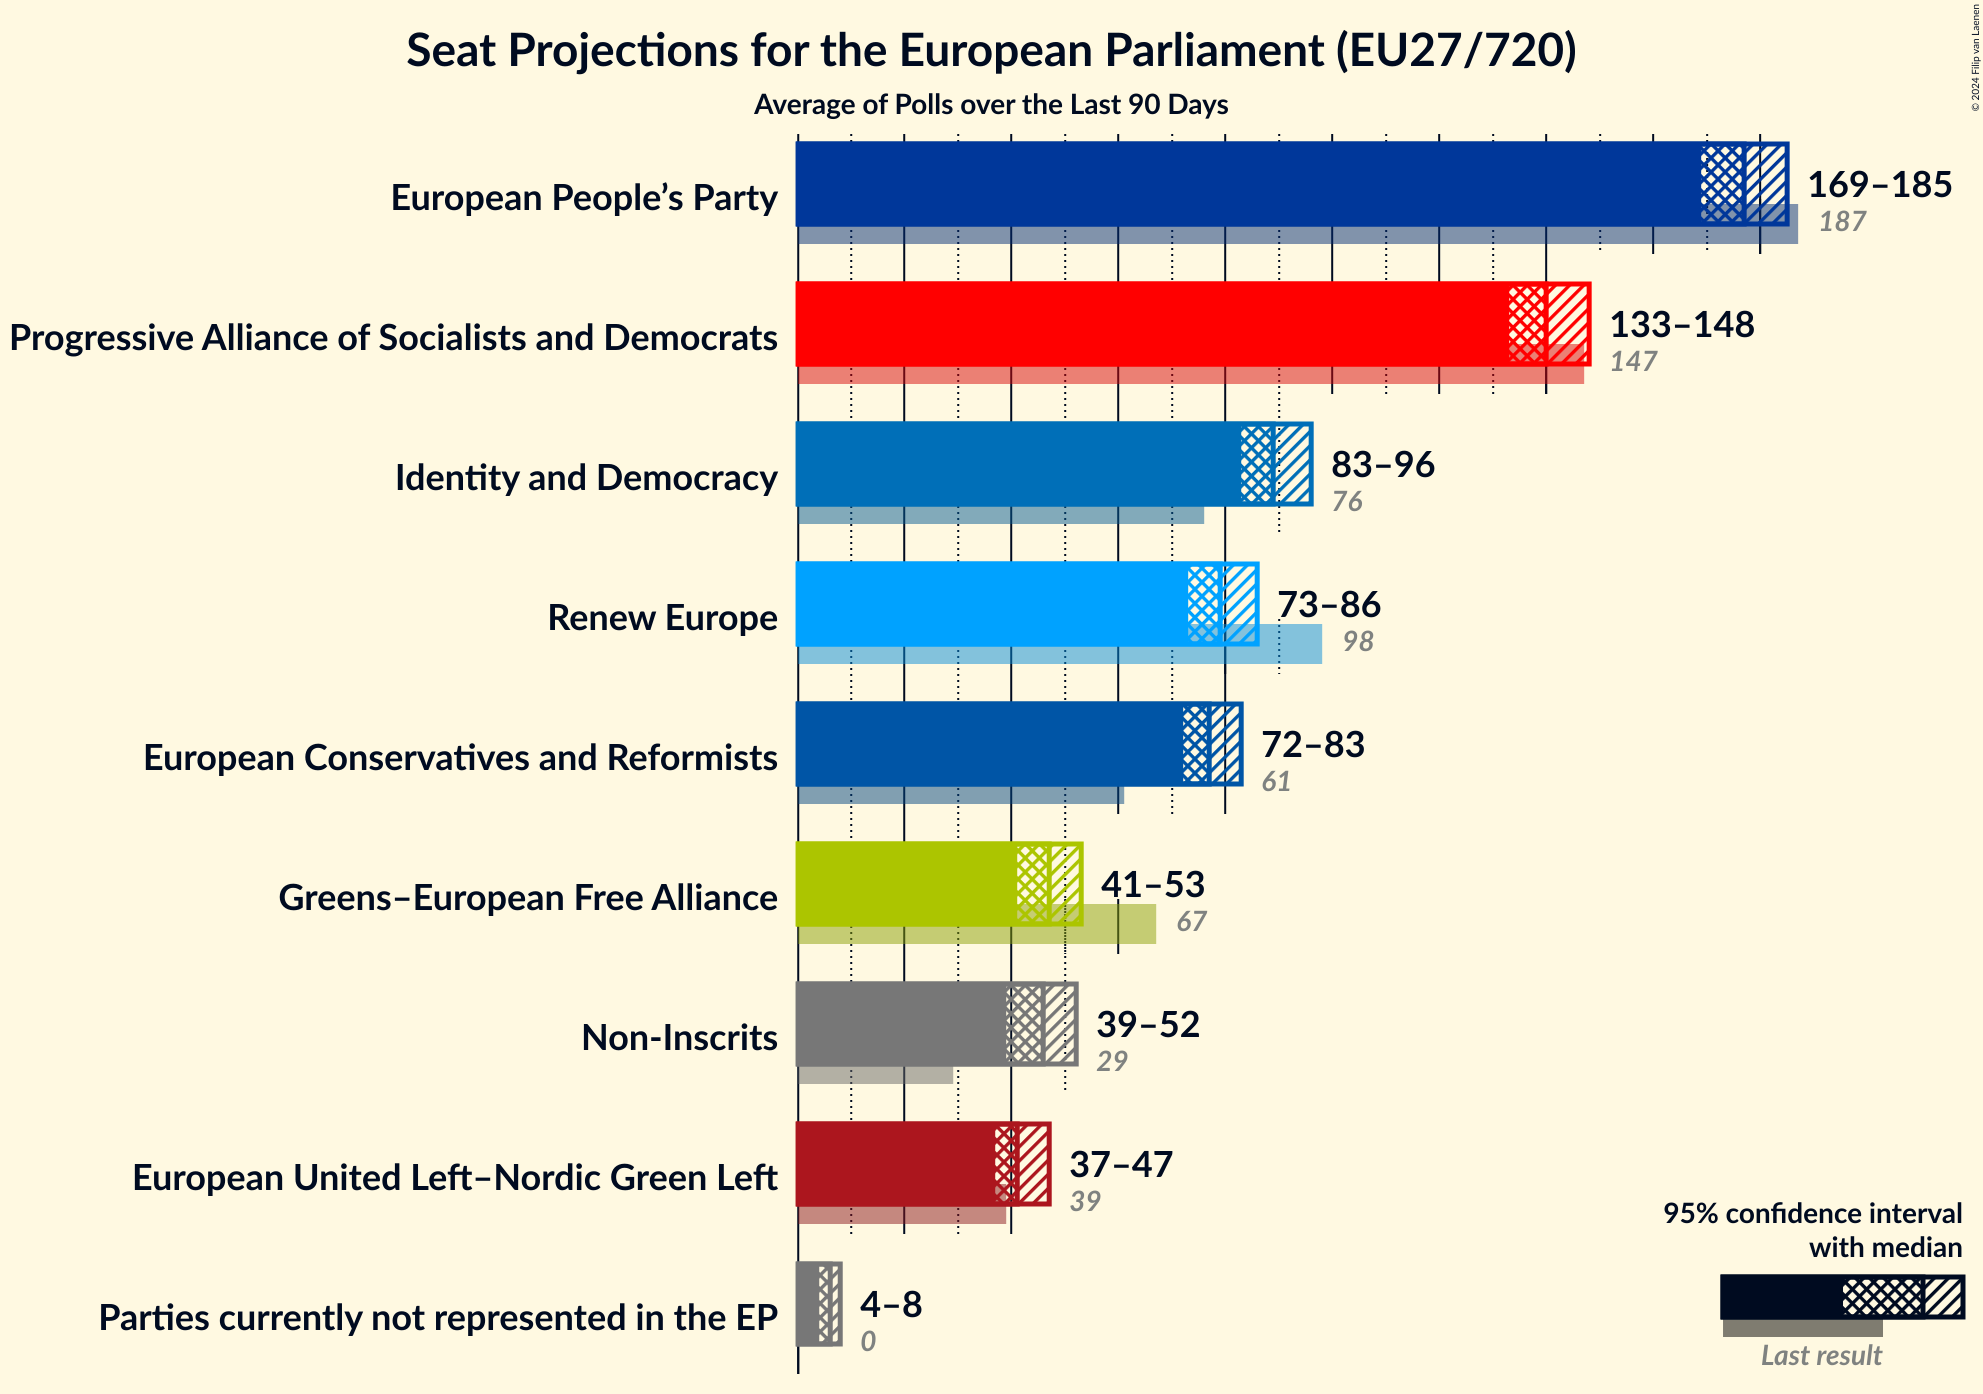 Seat Projections for the European Parliament (EU27/720)
Average of Polls over the Last 90 Days
© 2024 Filip van Laenen
European People’s Party
169–185
187
Progressive Alliance of Socialists and Democrats
133–148
147
Identity and Democracy
83–96
76
Renew Europe
73–86
98
European Conservatives and Reformists
72–83
61
Greens–European Free Alliance
41–53
67
Non-Inscrits
39–52
29
European United Left–Nordic Green Left
37–47
39
Parties currently not represented in the EP
4–8
0
95% confidence interval
with median
Last result